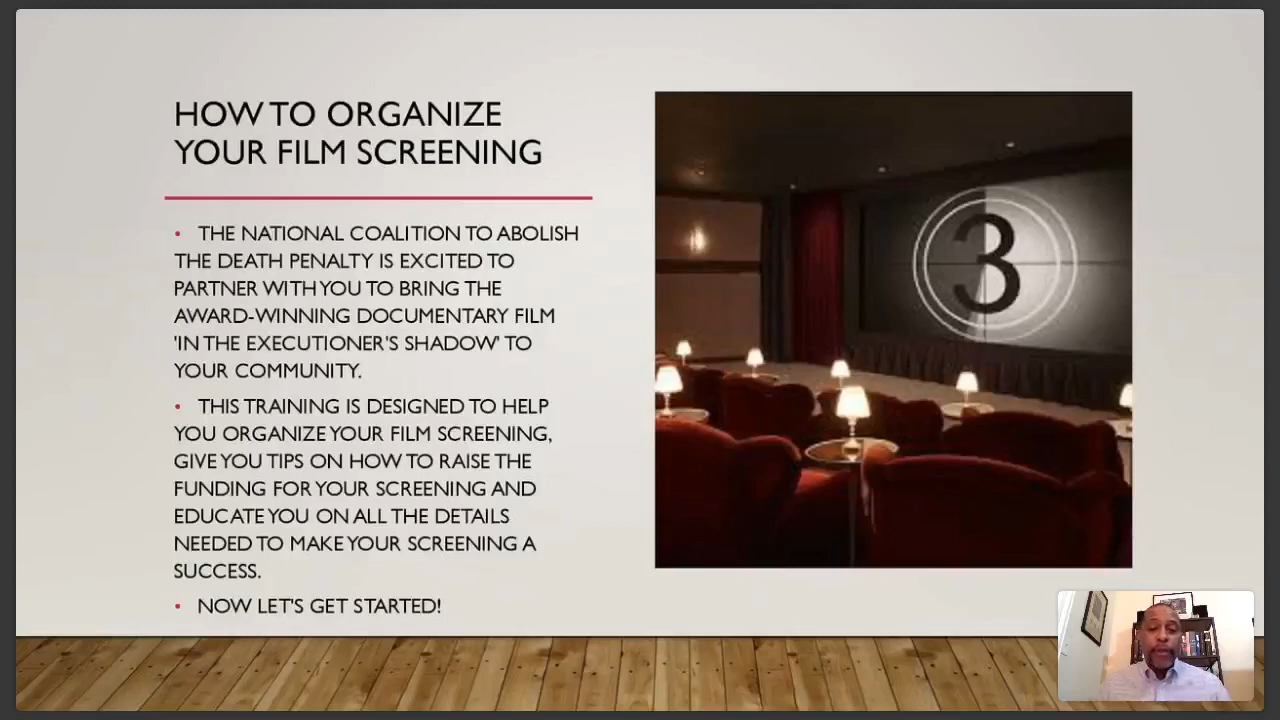 HOW TO ORGANIZE
YOUR FILM SCREENING
• THE NATIONAL COALITION TO ABOLISH
THE DEATH PENALTY IS EXCITED TO
PARTNER WITH YOU TO BRING THE
AWARD-WINNING DOCUMENTARY FILM
'IN THE EXECUTIONER'S SHADOW' TO
YOUR COMMUNITY.
• THIS TRAINING IS DESIGNED TO HELP
YOU ORGANIZE YOUR FILM SCREENING,
GIVE YOU TIPS ON HOW TO RAISE THE
FUNDING FOR YOUR SCREENING AND
EDUCATE YOU ON ALL THE DETAILS
NEEDED TO MAKE YOUR SCREENING A
SUCCESS.
• NOW LET'S GET STARTED!
3